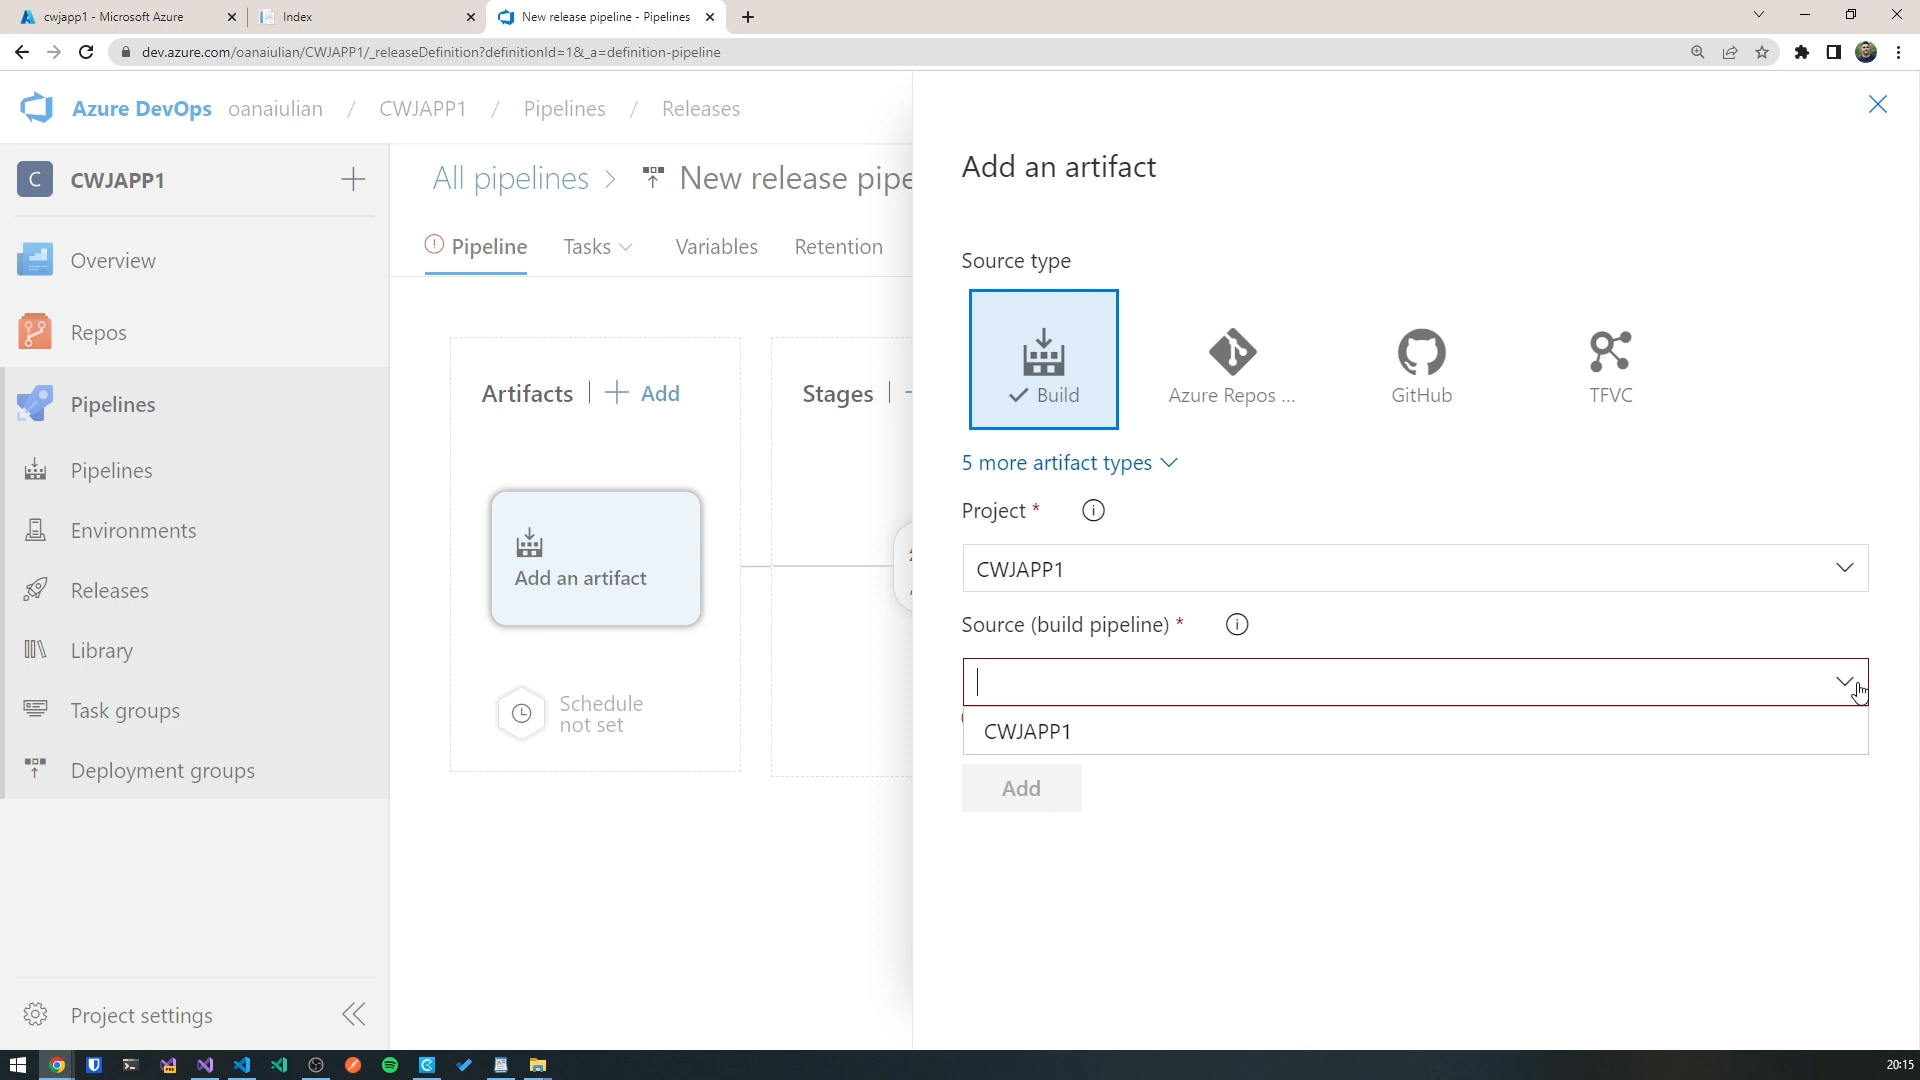 cwjapp1 - Microsoft Azure
Index
New release pipeline - Pipelines
dev.azure.com/oanaiulian/CWJAPP1/_releaseDefinition?definitionId=1&_a=definition-pipeline
Azure DevOps oanaiulian / CWJAPP1 / Pipelines / Releases
C CWJAPP1
Overview
Repos
Pipelines
Pipelines
Environments
Releases
Library
Task groups
Deployment groups
Project settings
All pipelines > New release pipe
Pipeline Tasks Variables Retention
Artifacts | + Add
Stages |
Add an artifact
Schedule
not set
Add an artifact
Source type
Build
Azure Repos ...
GitHub
TFVC
5 more artifact types
Project *
CWJAPP1
Source (build pipeline) *
CWJAPP1
Add
20:15